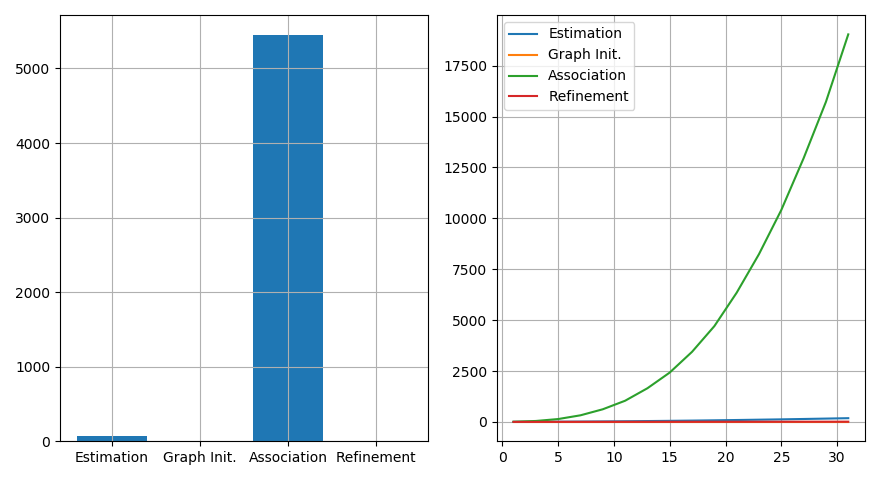 5000
4000
3000
2000
1000
0
Estimation Graph Init. Association Refinement
Estimation
Graph Init.
Association
Refinement
17500
15000
12500
10000
7500
5000
2500
0
0 5 10 15 20 25 30